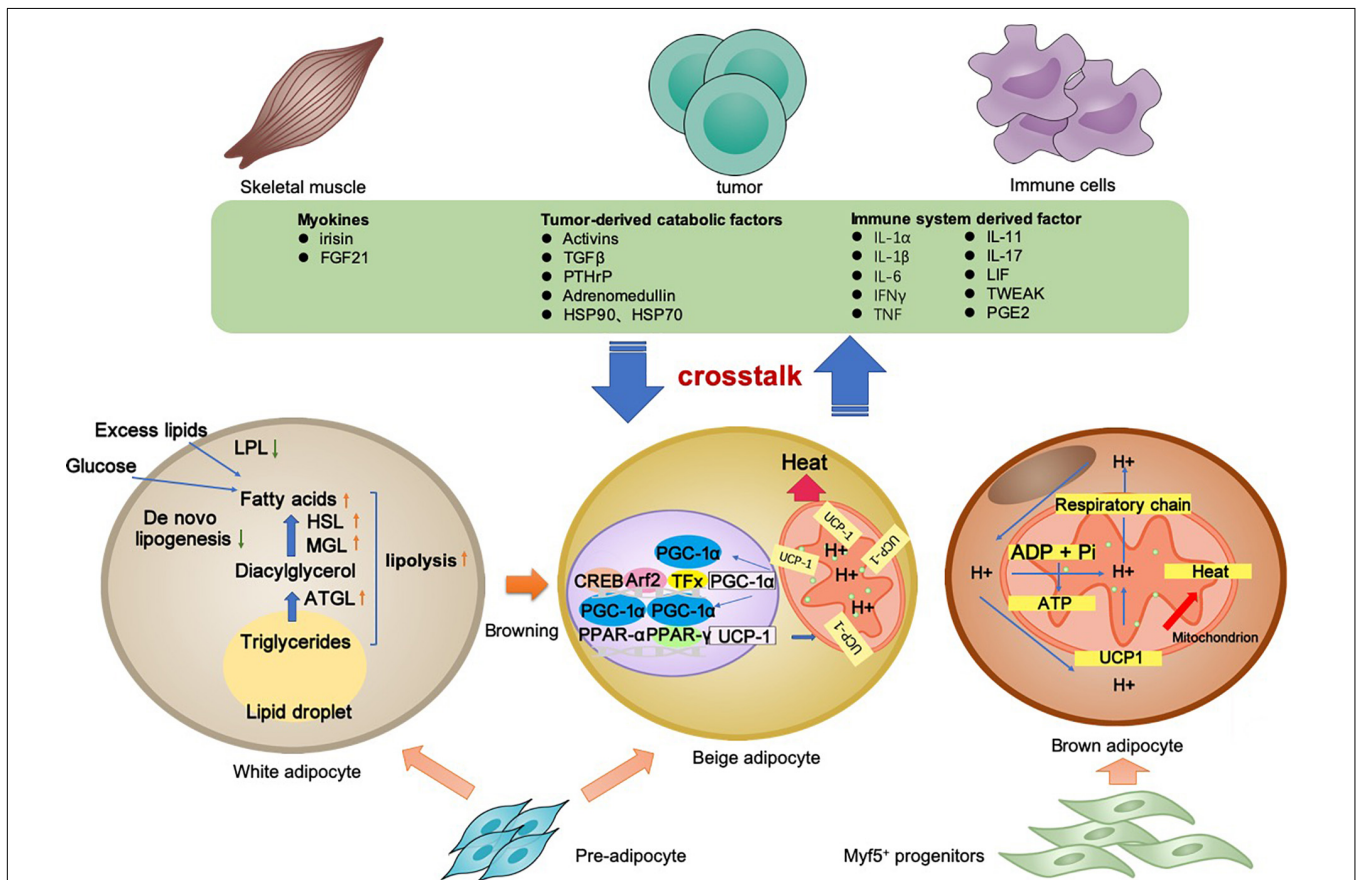 Skeletal muscle
tumor
Immune cells
Myokines
irisin
FGF21
Tumor-derived catabolic factors
Activins
TGFβ
PTHrP
Adrenomedullin
HSP90、HSP70
Immune system derived factor
IL-1α
IL-1β
IL-6
IFNγ
TNF
IL-11
IL-17
LIF
TWEAK
PGE2
crosstalk
Excess lipids
Glucose
LPL
Fatty acids
De novo
lipogenesis
HSL
MGL
lipolysis
Diacylglycerol
ATGL
Triglycerides
Lipid droplet
White adipocyte
Browning
Heat
PGC-1α
CREB Arf2 TFx PGC-1α
PGC-1α PGC-1α
PPAR-α PPAR-γ UCP-1
UCP-1
UCP-1
UCP-1
UCP-1
H+
H+
H+
Beige adipocyte
H+
Respiratory chain
ADP + Pi
H+
H+
Heat
ATP
Mitochondrion
UCP1
H+
Brown adipocyte
Pre-adipocyte
Myf5⁺ progenitors